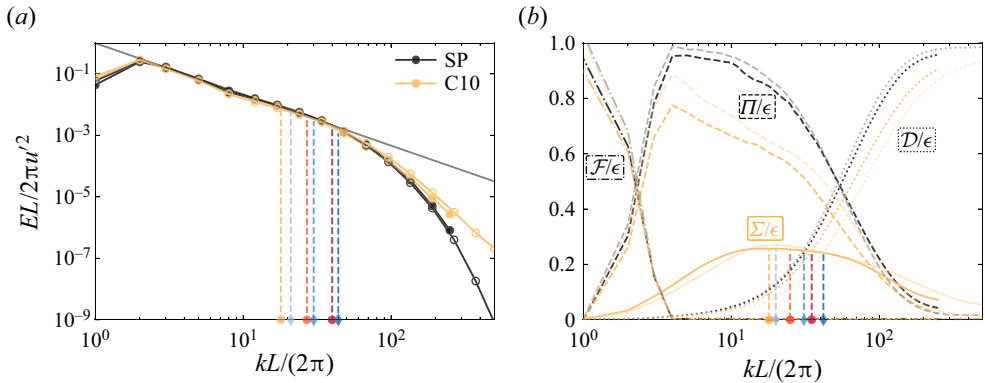 (a)
(b)
SP
C10
10⁻¹
10⁻³
10⁻⁵
10⁻⁷
10⁻⁹
EL/2πu′²
10⁰
10¹
10²
kL/(2π)
1.0
0.8
0.6
0.4
0.2
0
Π/ϵ
𝒟/ϵ
ℱ/ϵ
Σ/ϵ
10⁰
10¹
10²
kL/(2π)